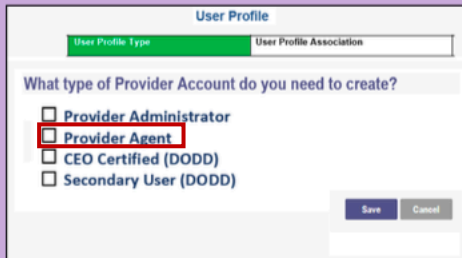 User Profile
User Profile Type User Profile Association
What type of Provider Account do you need to create?
Provider Administrator
Provider Agent
CEO Certified (DODD)
Secondary User (DODD)
Save Cancel